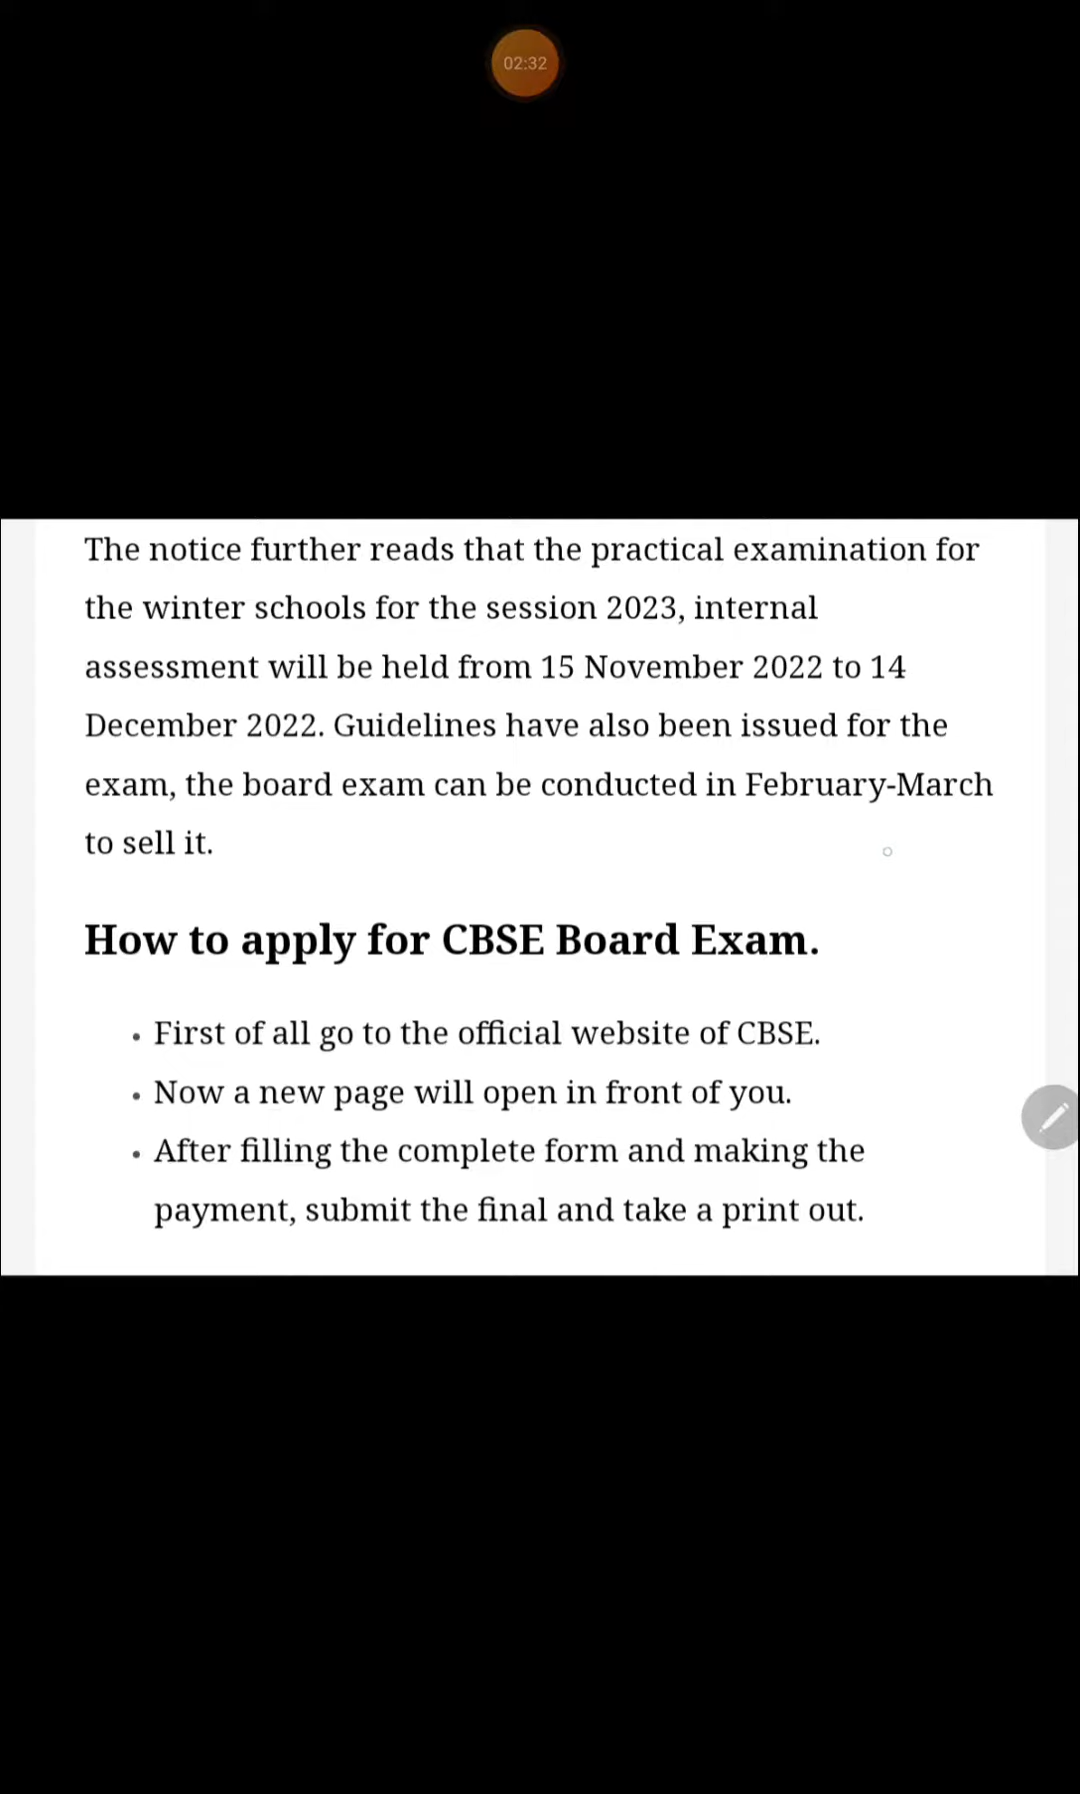 02:32
The notice further reads that the practical examination for
the winter schools for the session 2023, internal
assessment will be held from 15 November 2022 to 14
December 2022. Guidelines have also been issued for the
exam, the board exam can be conducted in February-March
to sell it.
How to apply for CBSE Board Exam.
• First of all go to the official website of CBSE.
• Now a new page will open in front of you.
• After filling the complete form and making the
payment, submit the final and take a print out.